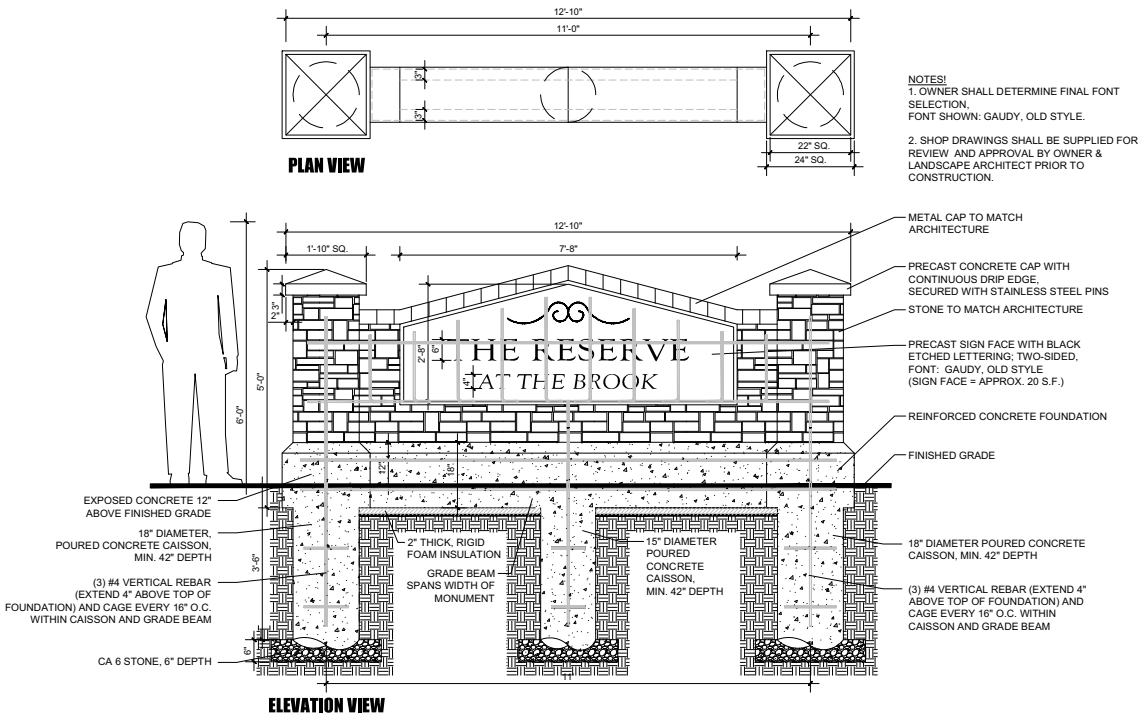 12'-10"
11'-0"
3"
3"
22" SQ.
24" SQ.
PLAN VIEW
NOTES!
1. OWNER SHALL DETERMINE FINAL FONT
SELECTION,
FONT SHOWN: GAUDY, OLD STYLE.
2. SHOP DRAWINGS SHALL BE SUPPLIED FOR
REVIEW AND APPROVAL BY OWNER &
LANDSCAPE ARCHITECT PRIOR TO
CONSTRUCTION.
12'-10"
1'-10" SQ.
7'-8"
METAL CAP TO MATCH
ARCHITECTURE
PRECAST CONCRETE CAP WITH
CONTINUOUS DRIP EDGE,
SECURED WITH STAINLESS STEEL PINS
STONE TO MATCH ARCHITECTURE
PRECAST SIGN FACE WITH BLACK
ETCHED LETTERING; TWO-SIDED,
FONT: GAUDY, OLD STYLE
(SIGN FACE = APPROX. 20 S.F.)
REINFORCED CONCRETE FOUNDATION
FINISHED GRADE
3"
2"
2'-8"
6"
4"
THE RESERVE
AT THE BROOK
5'-0"
6'-0"
12"
18"
EXPOSED CONCRETE 12"
ABOVE FINISHED GRADE
18" DIAMETER,
POURED CONCRETE CAISSON,
MIN. 42" DEPTH
(3) #4 VERTICAL REBAR
(EXTEND 4" ABOVE TOP OF
FOUNDATION) AND CAGE EVERY 16" O.C.
WITHIN CAISSON AND GRADE BEAM
CA 6 STONE, 6" DEPTH
3'-6"
6"
2" THICK, RIGID
FOAM INSULATION
GRADE BEAM
SPANS WIDTH OF
MONUMENT
15" DIAMETER
POURED
CONCRETE
CAISSON,
MIN. 42" DEPTH
18" DIAMETER POURED CONCRETE
CAISSON, MIN. 42" DEPTH
(3) #4 VERTICAL REBAR (EXTEND 4"
ABOVE TOP OF FOUNDATION) AND
CAGE EVERY 16" O.C. WITHIN
CAISSON AND GRADE BEAM
11'
ELEVATION VIEW